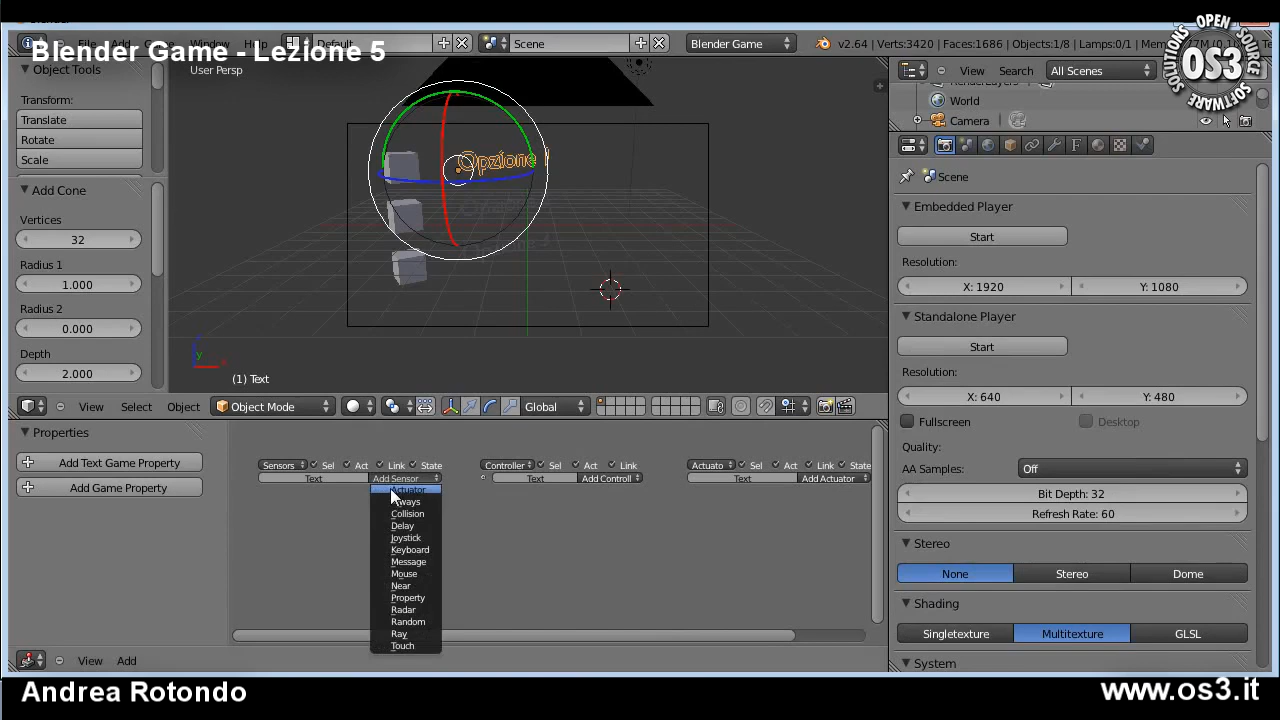 Blender Game - Lezione 5
File Add Window Help
Default
Scene
Blender Game
v2.64 | Verts:3420 | Faces:1686 | Objects:1/8 | Lamps:0/1 |
OPEN SOURCE
SOFTWARE SOLUTIONS
OS3
Object Tools
Transform:
Translate
Rotate
Scale
Add Cone
Vertices
32
Radius 1
1.000
Radius 2
0.000
Depth
2.000
User Persp
Opzione
y
(1) Text
View Search All Scenes
World
Camera
Scene
Embedded Player
Start
Resolution:
X: 1920
Y: 1080
Standalone Player
Start
Resolution:
X: 640
Y: 480
Fullscreen
Desktop
Quality:
AA Samples:
Off
Bit Depth: 32
Refresh Rate: 60
Stereo
None
Stereo
Dome
Shading
Singletexture
Multitexture
GLSL
System
View Select Object Object Mode Global
Properties
Add Text Game Property
Add Game Property
Sensors Sel Act Link State
Text
Add Sensor
Controller Sel Act Link
Text
Add Controll
Actuato Sel Act Link State
Text
Add Actuator
Actuator
Always
Collision
Delay
Joystick
Keyboard
Message
Mouse
Near
Property
Radar
Random
Ray
Touch
View Add
Andrea Rotondo
www.os3.it